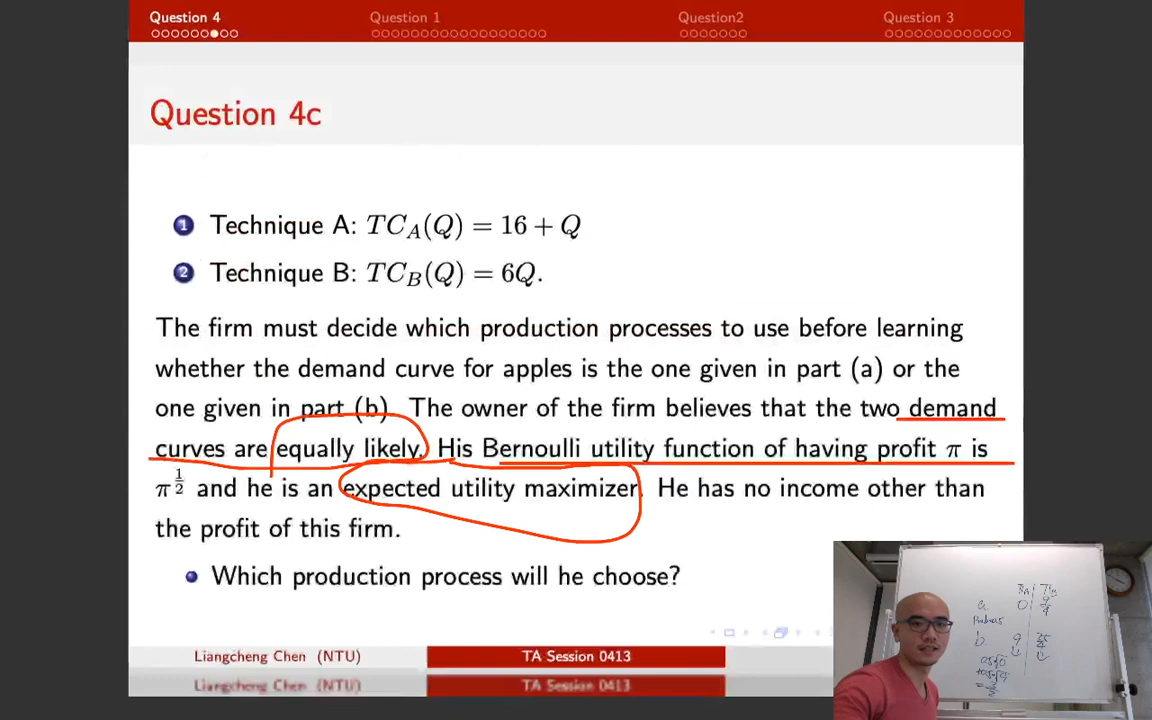 Question 4 Question 1 Question2 Question 3
Question 4c
1 Technique A: TC_A(Q) = 16 + Q
2 Technique B: TC_B(Q) = 6Q.
The firm must decide which production processes to use before learning
whether the demand curve for apples is the one given in part (a) or the
one given in part (b). The owner of the firm believes that the two demand
curves are equally likely. His Bernoulli utility function of having profit π is
π^{1/2} and he is an expected utility maximizer. He has no income other than
the profit of this firm.
Which production process will he choose?
Liangcheng Chen (NTU) TA Session 0413
Liangcheng Chen (NTU) TA Session 0413
a. 0 9/4
b. 9